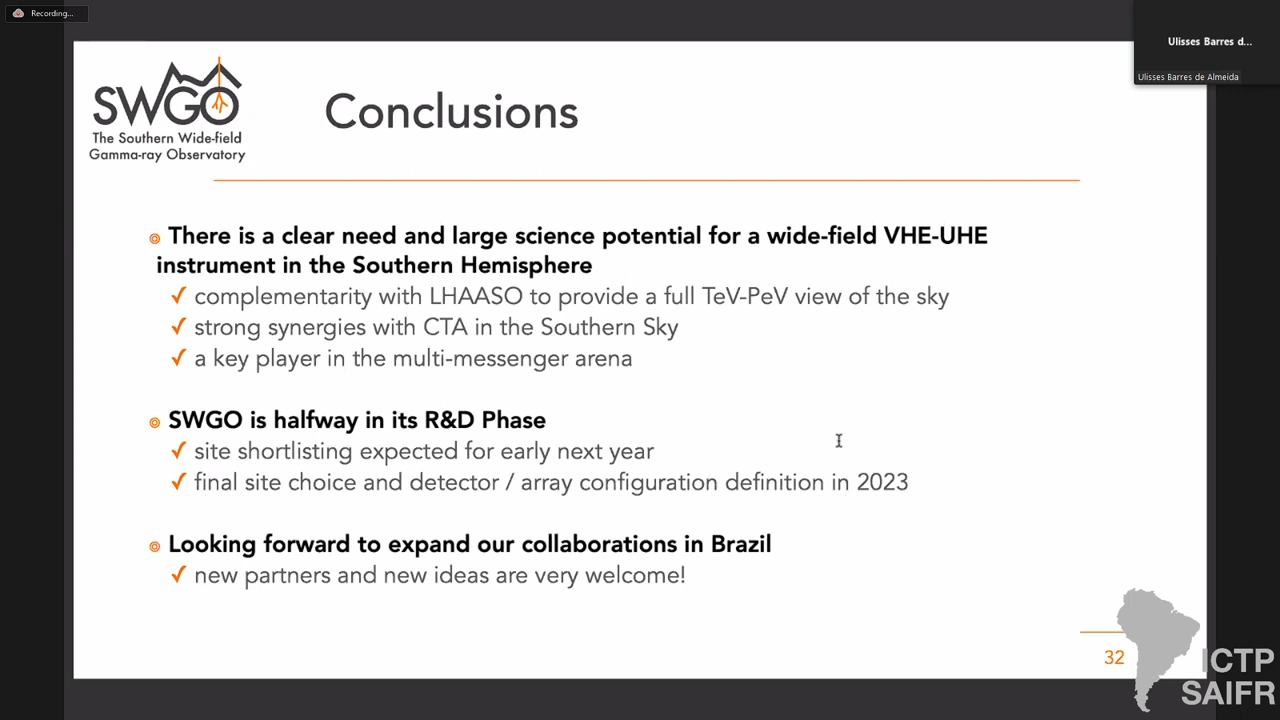 Recording...
Ulisses Barres d...
Ulisses Barres de Almeida
SWGO
The Southern Wide-field
Gamma-ray Observatory
Conclusions
There is a clear need and large science potential for a wide-field VHE-UHE
instrument in the Southern Hemisphere
✓ complementarity with LHAASO to provide a full TeV-PeV view of the sky
✓ strong synergies with CTA in the Southern Sky
✓ a key player in the multi-messenger arena
SWGO is halfway in its R&D Phase
✓ site shortlisting expected for early next year
✓ final site choice and detector / array configuration definition in 2023
Looking forward to expand our collaborations in Brazil
✓ new partners and new ideas are very welcome!
32
ICTP
SAIFR